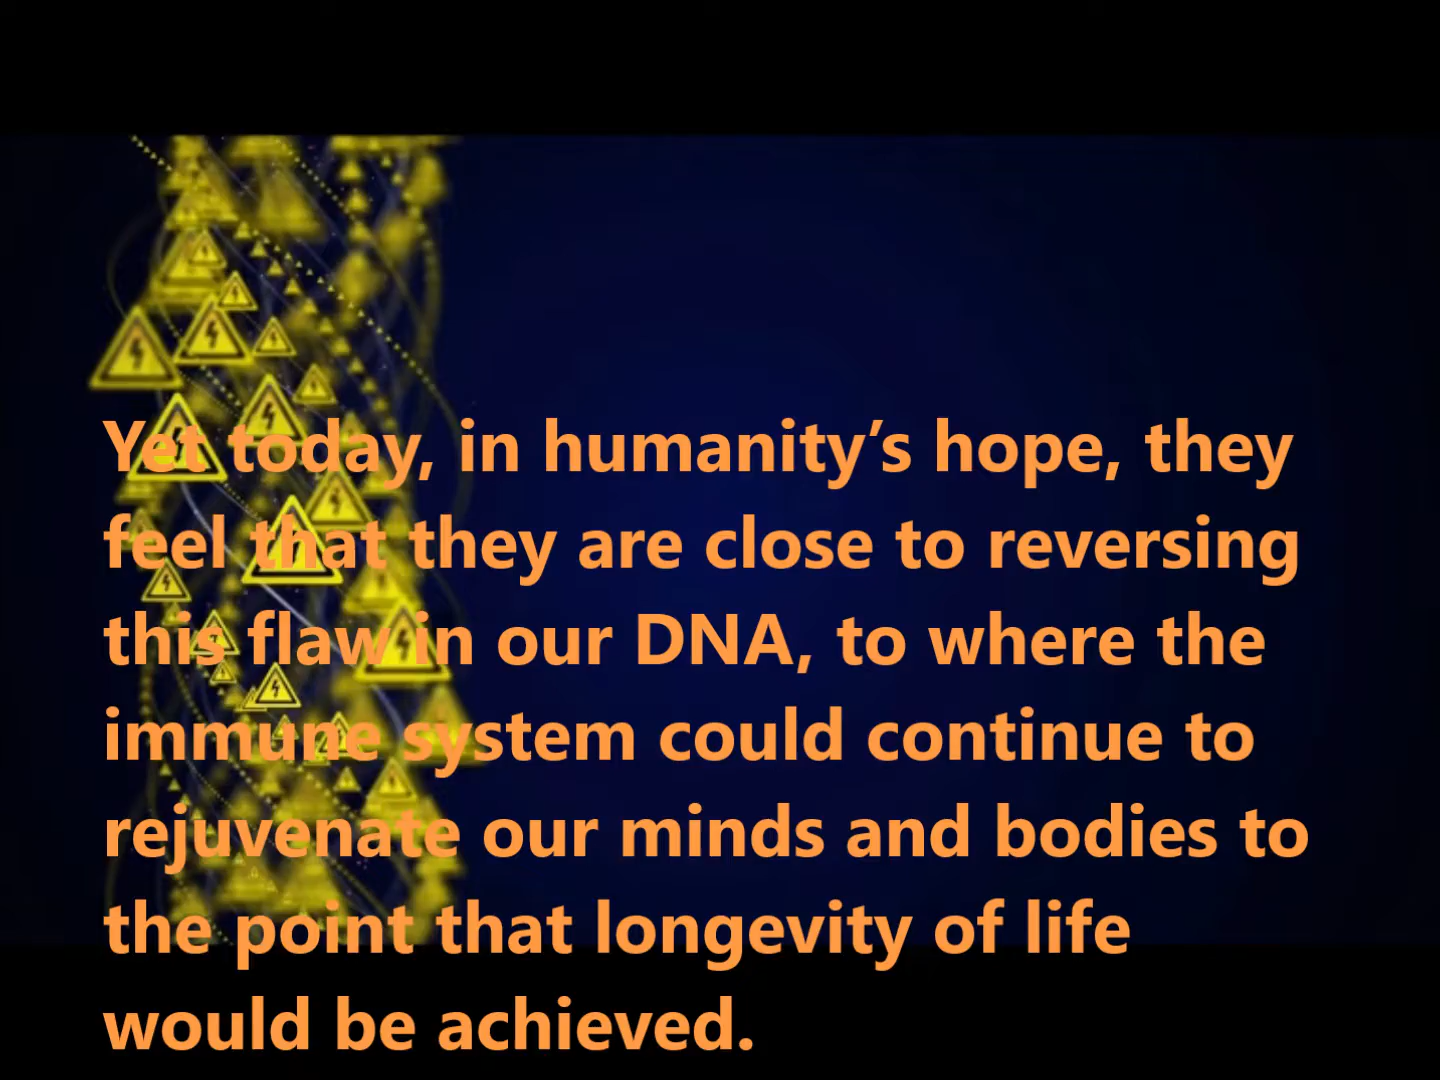 Yet today, in humanity’s hope, they
feel that they are close to reversing
this flaw in our DNA, to where the
immune system could continue to
rejuvenate our minds and bodies to
the point that longevity of life
would be achieved.